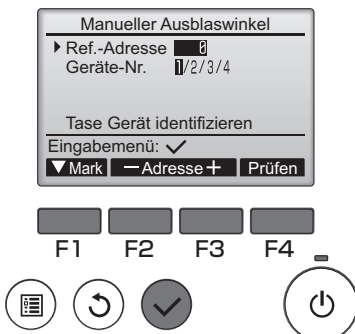 Manueller Ausblaswinkel
Ref.-Adresse 0
Geräte-Nr. 1/2/3/4
Tase Gerät identifizieren
Eingabemenü: ✓
▼Mark −Adresse+ Prüfen
F1 F2 F3 F4